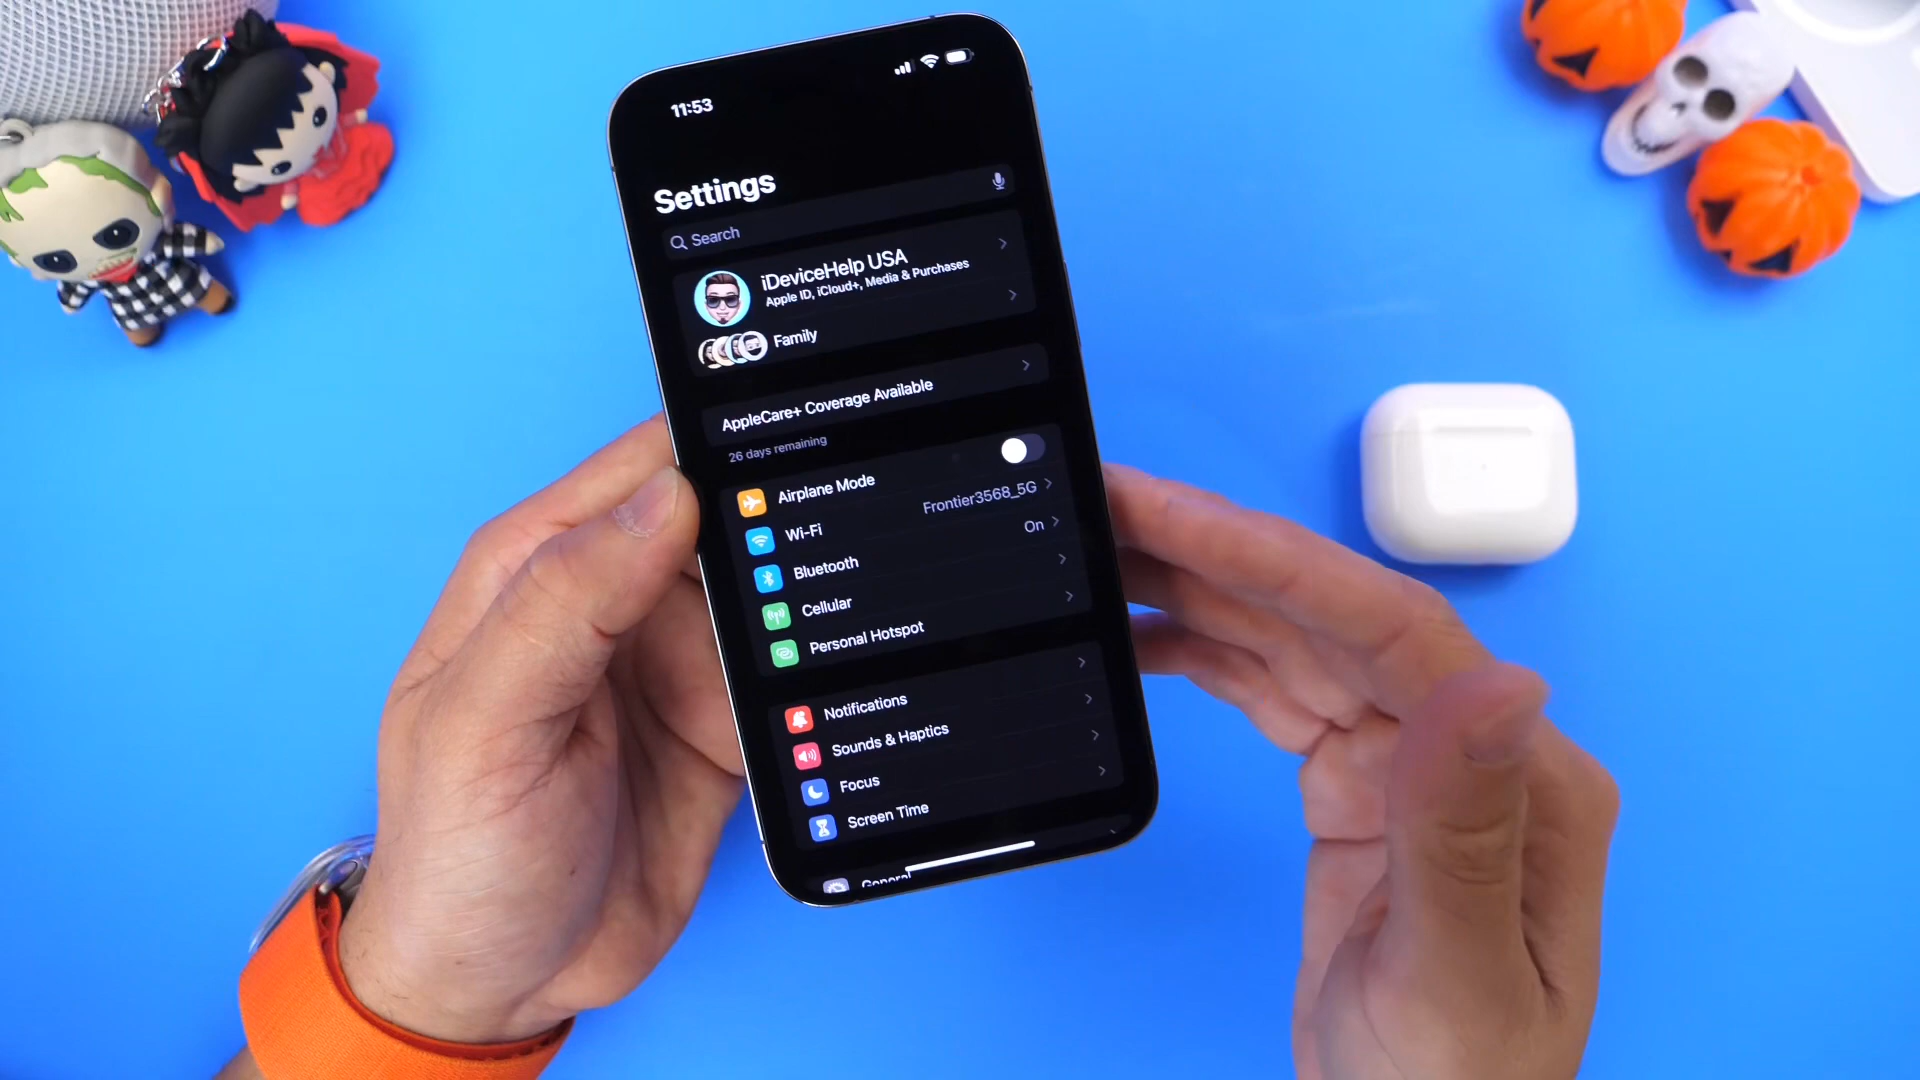 11:53
Settings
Search
iDeviceHelp USA
Apple ID, iCloud+, Media & Purchases
Family
AppleCare+ Coverage Available
26 days remaining
Airplane Mode
Wi-Fi Frontier3568_5G
Bluetooth On
Cellular
Personal Hotspot
Notifications
Sounds & Haptics
Focus
Screen Time
General